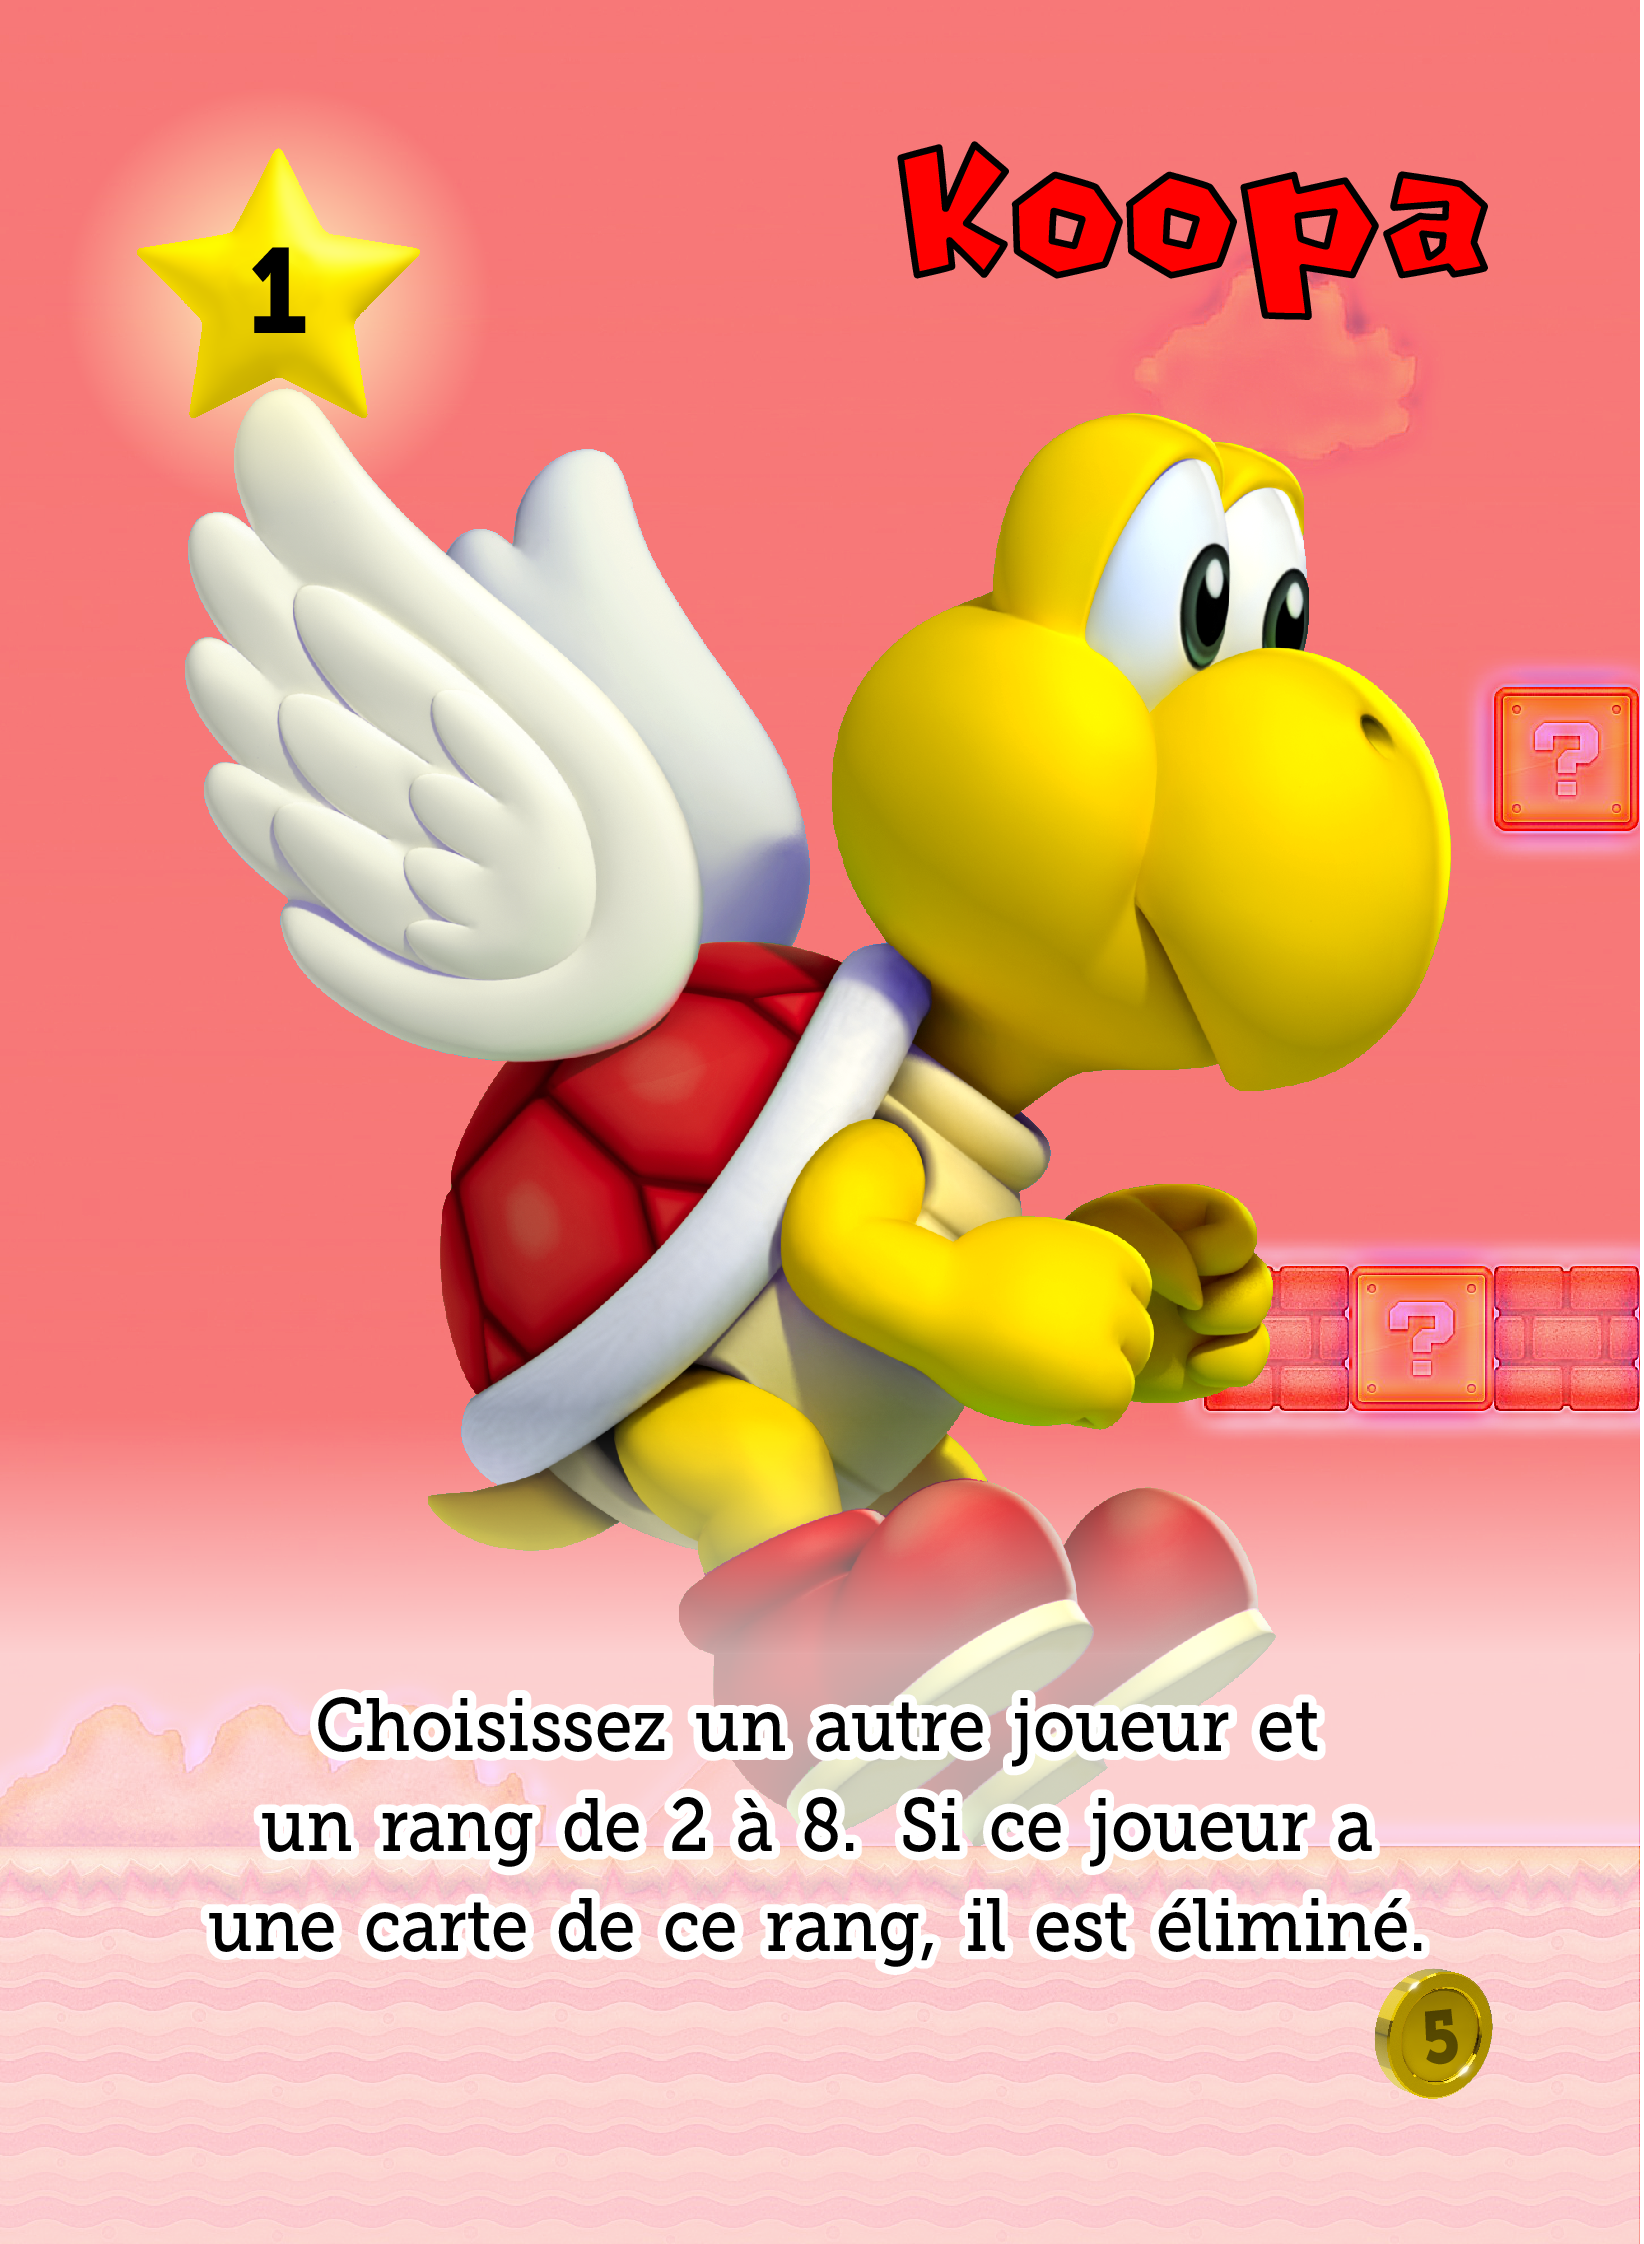 1
Koopa
?
?
Choisissez un autre joueur et
un rang de 2 à 8. Si ce joueur a
une carte de ce rang, il est éliminé.
5